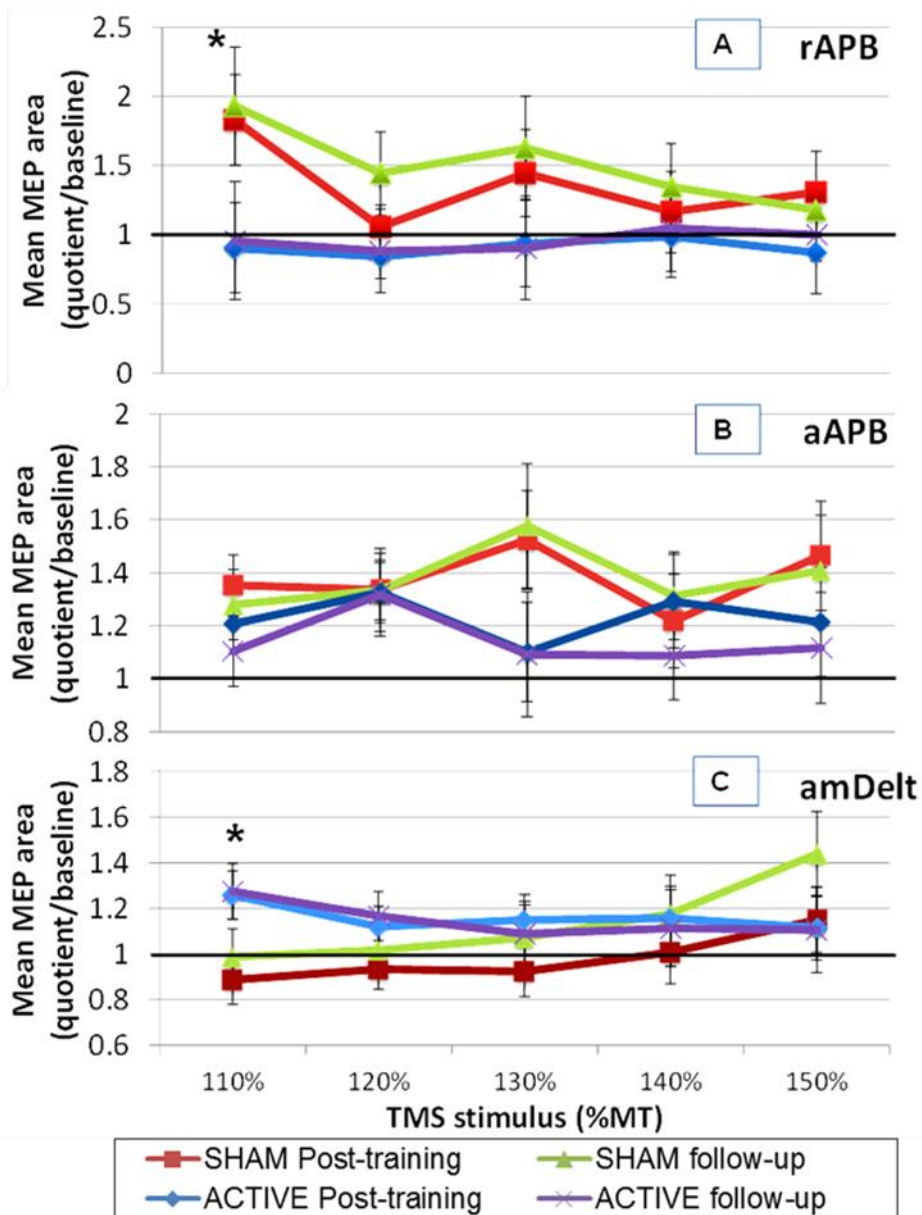 2.5
*
A
rAPB
2
1.5
1
0.5
0
Mean MEP area
(quotient/baseline)
2
B
aAPB
1.8
1.6
1.4
1.2
1
0.8
Mean MEP area
(quotient/baseline)
1.8
C
amDelt
1.6
*
1.4
1.2
1
0.8
0.6
Mean MEP area
(quotient/baseline)
110% 120% 130% 140% 150%
TMS stimulus (%MT)
SHAM Post-training SHAM follow-up
ACTIVE Post-training ACTIVE follow-up